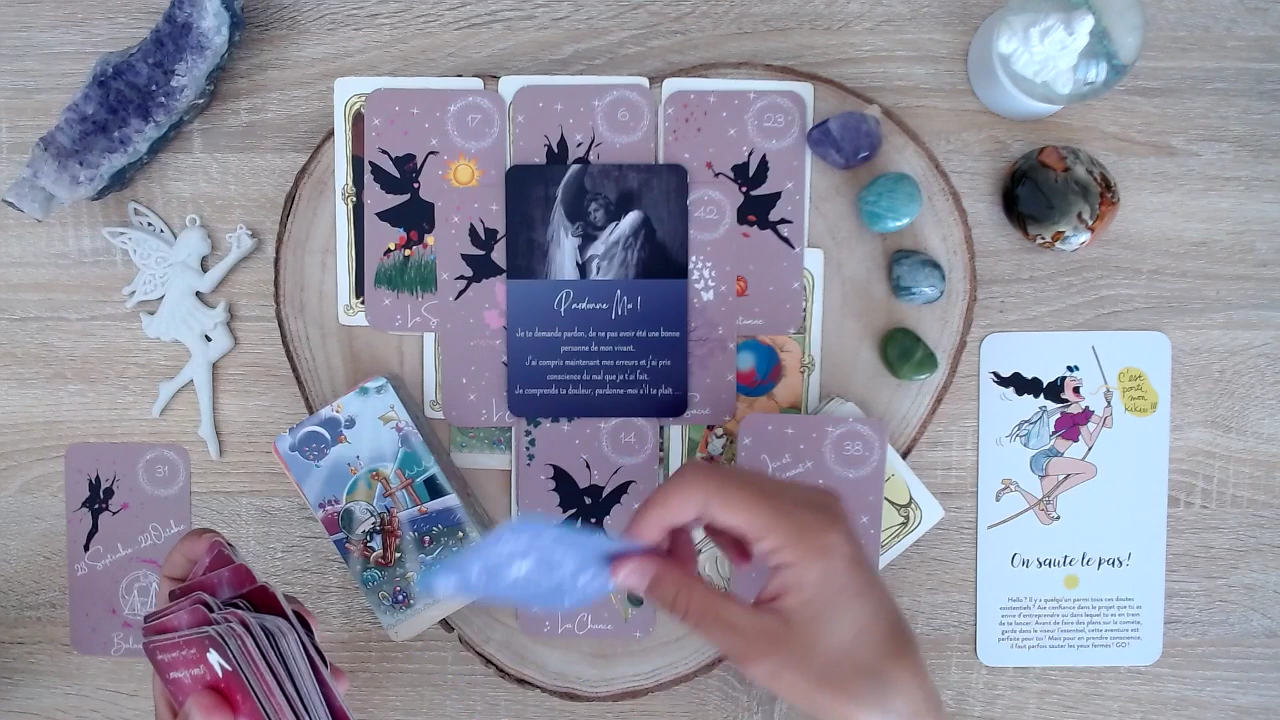 17
6
23
42
Pardonne Moi !
Je te demande pardon, de ne pas avoir été une bonne
personne de mon vivant.
J'ai compris maintenant mes erreurs et j'ai pris
conscience du mal que je t'ai fait.
Je comprends ta douleur, pardonne-moi s'il te plaît ...
C'est
parti,
mon
kikiii !!!
14
38
31
23 Septembre - 22 Octobre
La Chance
On saute le pas !
Hello ? Il y a quelqu'un parmi tous ces doutes
existentiels ? Aie confiance dans le projet que tu as
envie d'entreprendre ou dans lequel tu es en train
de te lancer. Avant de faire des plans sur la comète,
garde dans le viseur l'essentiel, cette aventure est
parfaite pour toi ! Mais pour en prendre conscience,
il faut parfois sauter les yeux fermés ! GO !